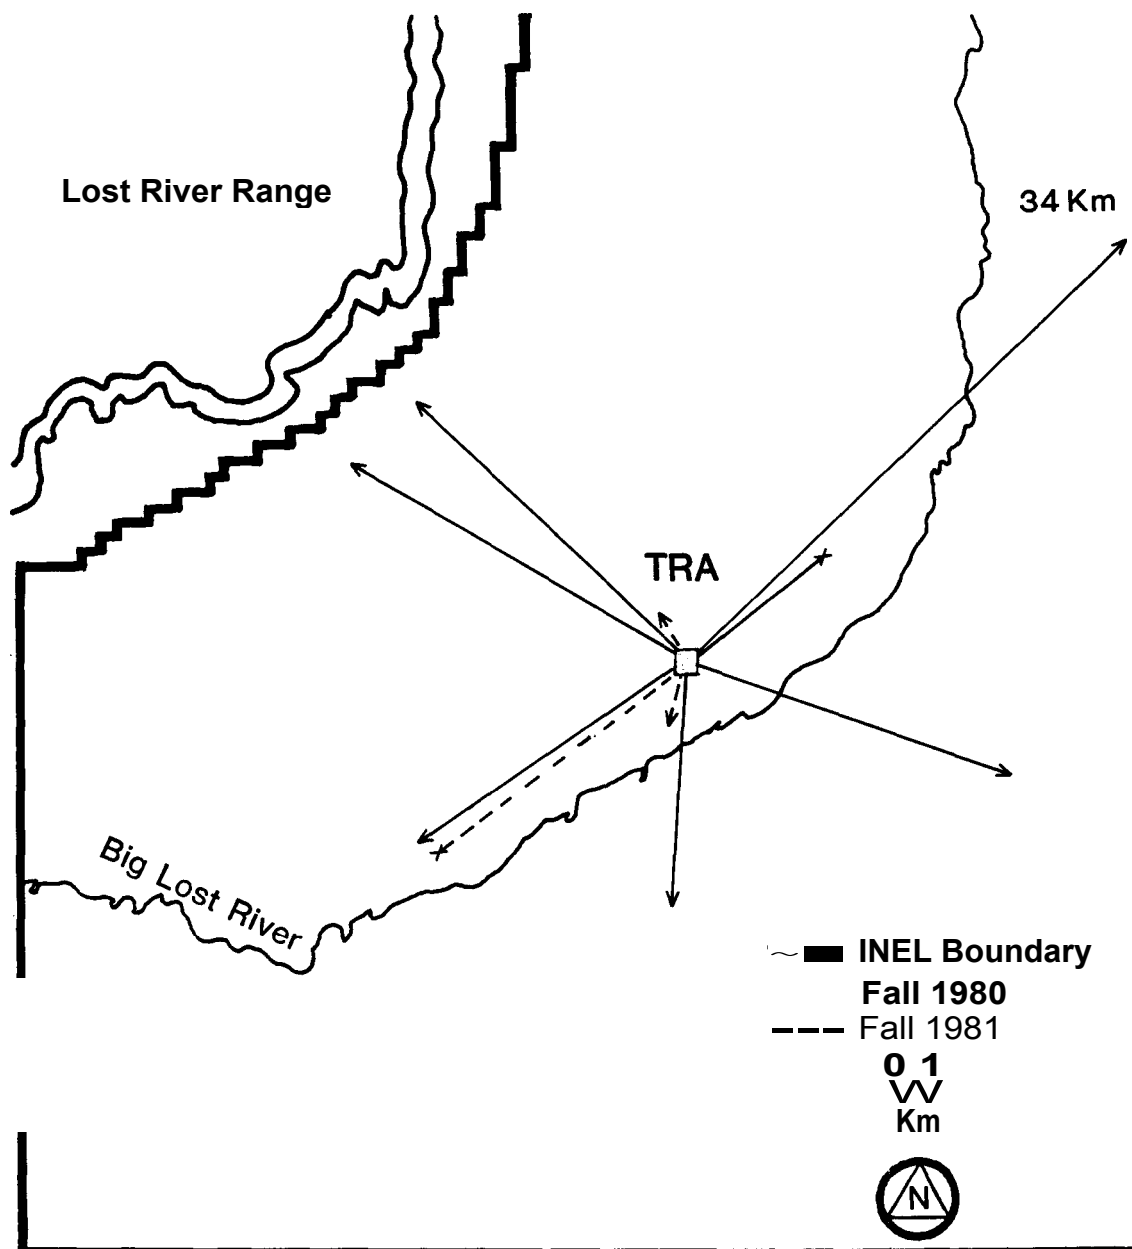 Lost River Range
34 Km
TRA
Big Lost River
INEL Boundary
Fall 1980
Fall 1981
0 1
Km
N